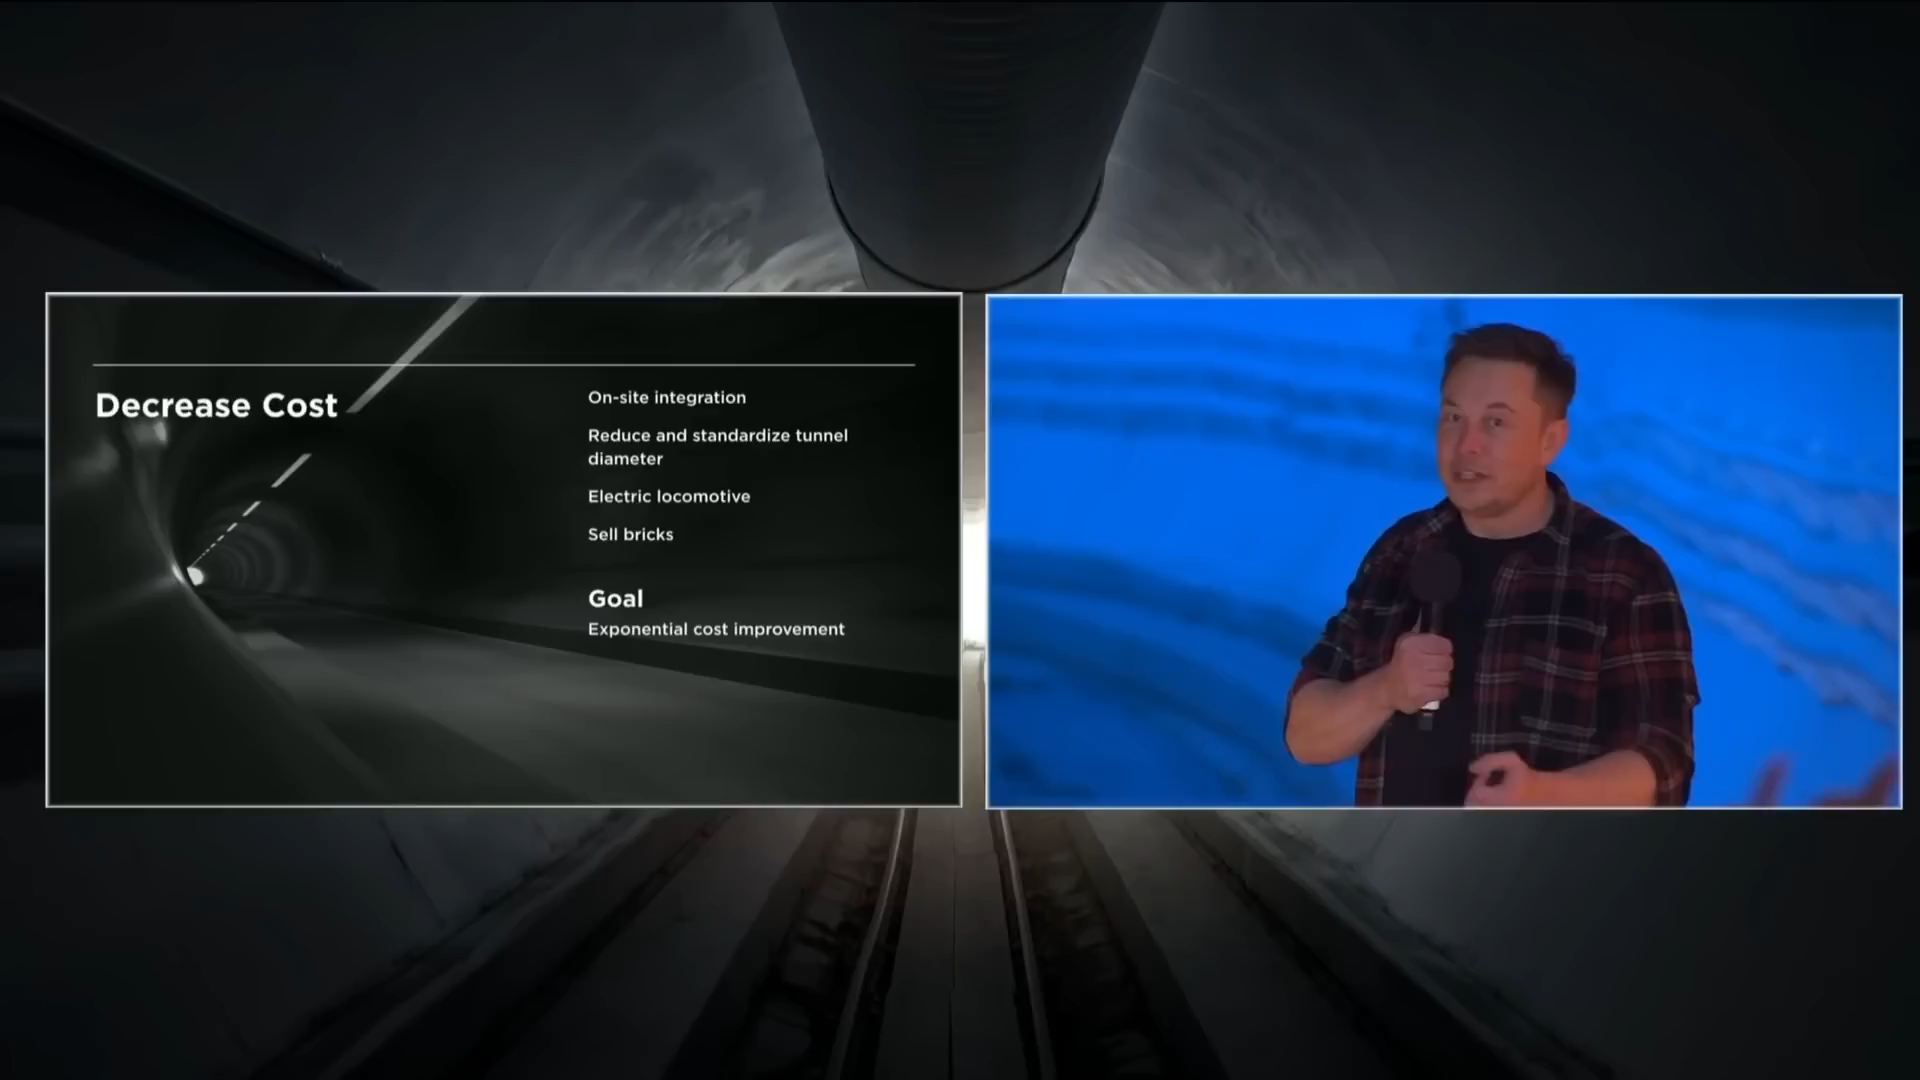 Decrease Cost
On-site integration
Reduce and standardize tunnel
diameter
Electric locomotive
Sell bricks
Goal
Exponential cost improvement